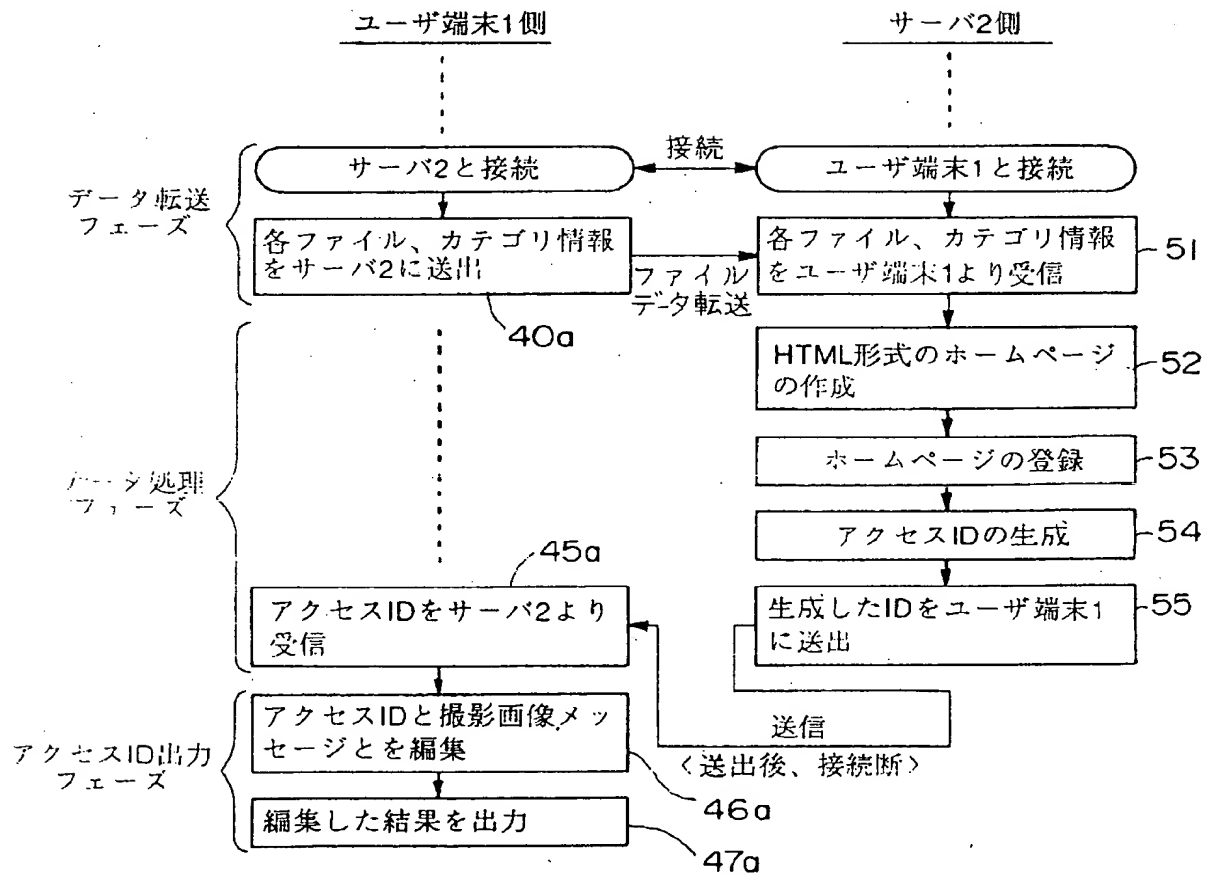 ユーザ端末1側
サーバ2側
サーバ2と接続
接続
ユーザ端末1と接続
データ転送
フェーズ
各ファイル、カテゴリ情報
をサーバ2に送出
40a
ファイル
データ転送
各ファイル、カテゴリ情報
をユーザ端末1より受信
51
HTML形式のホームページ
の作成
52
ホームページの登録
53
アクセスIDの生成
54
生成したIDをユーザ端末1
に送出
55
データ処理
フェーズ
45a
アクセスIDをサーバ2より
受信
送信
<送出後、接続断>
アクセスID出力
フェーズ
アクセスIDと撮影画像メッ
セージとを編集
46a
編集した結果を出力
47a